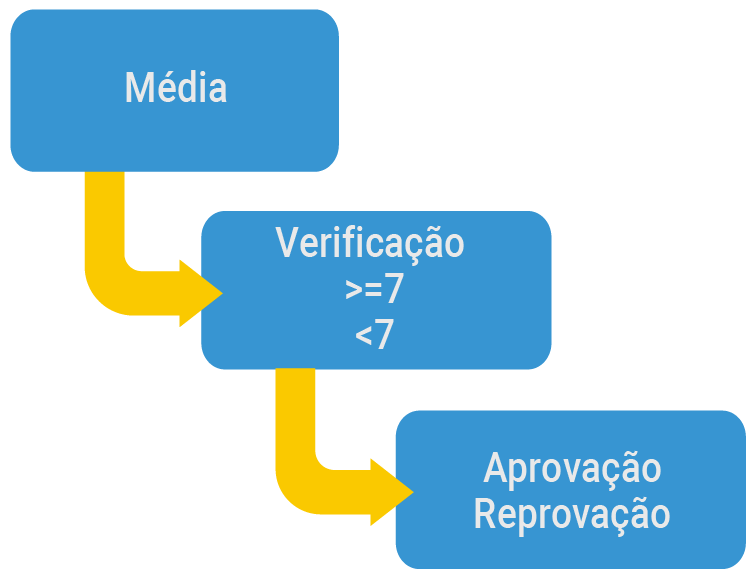 Média
Verificação
>=7
<7
Aprovação
Reprovação